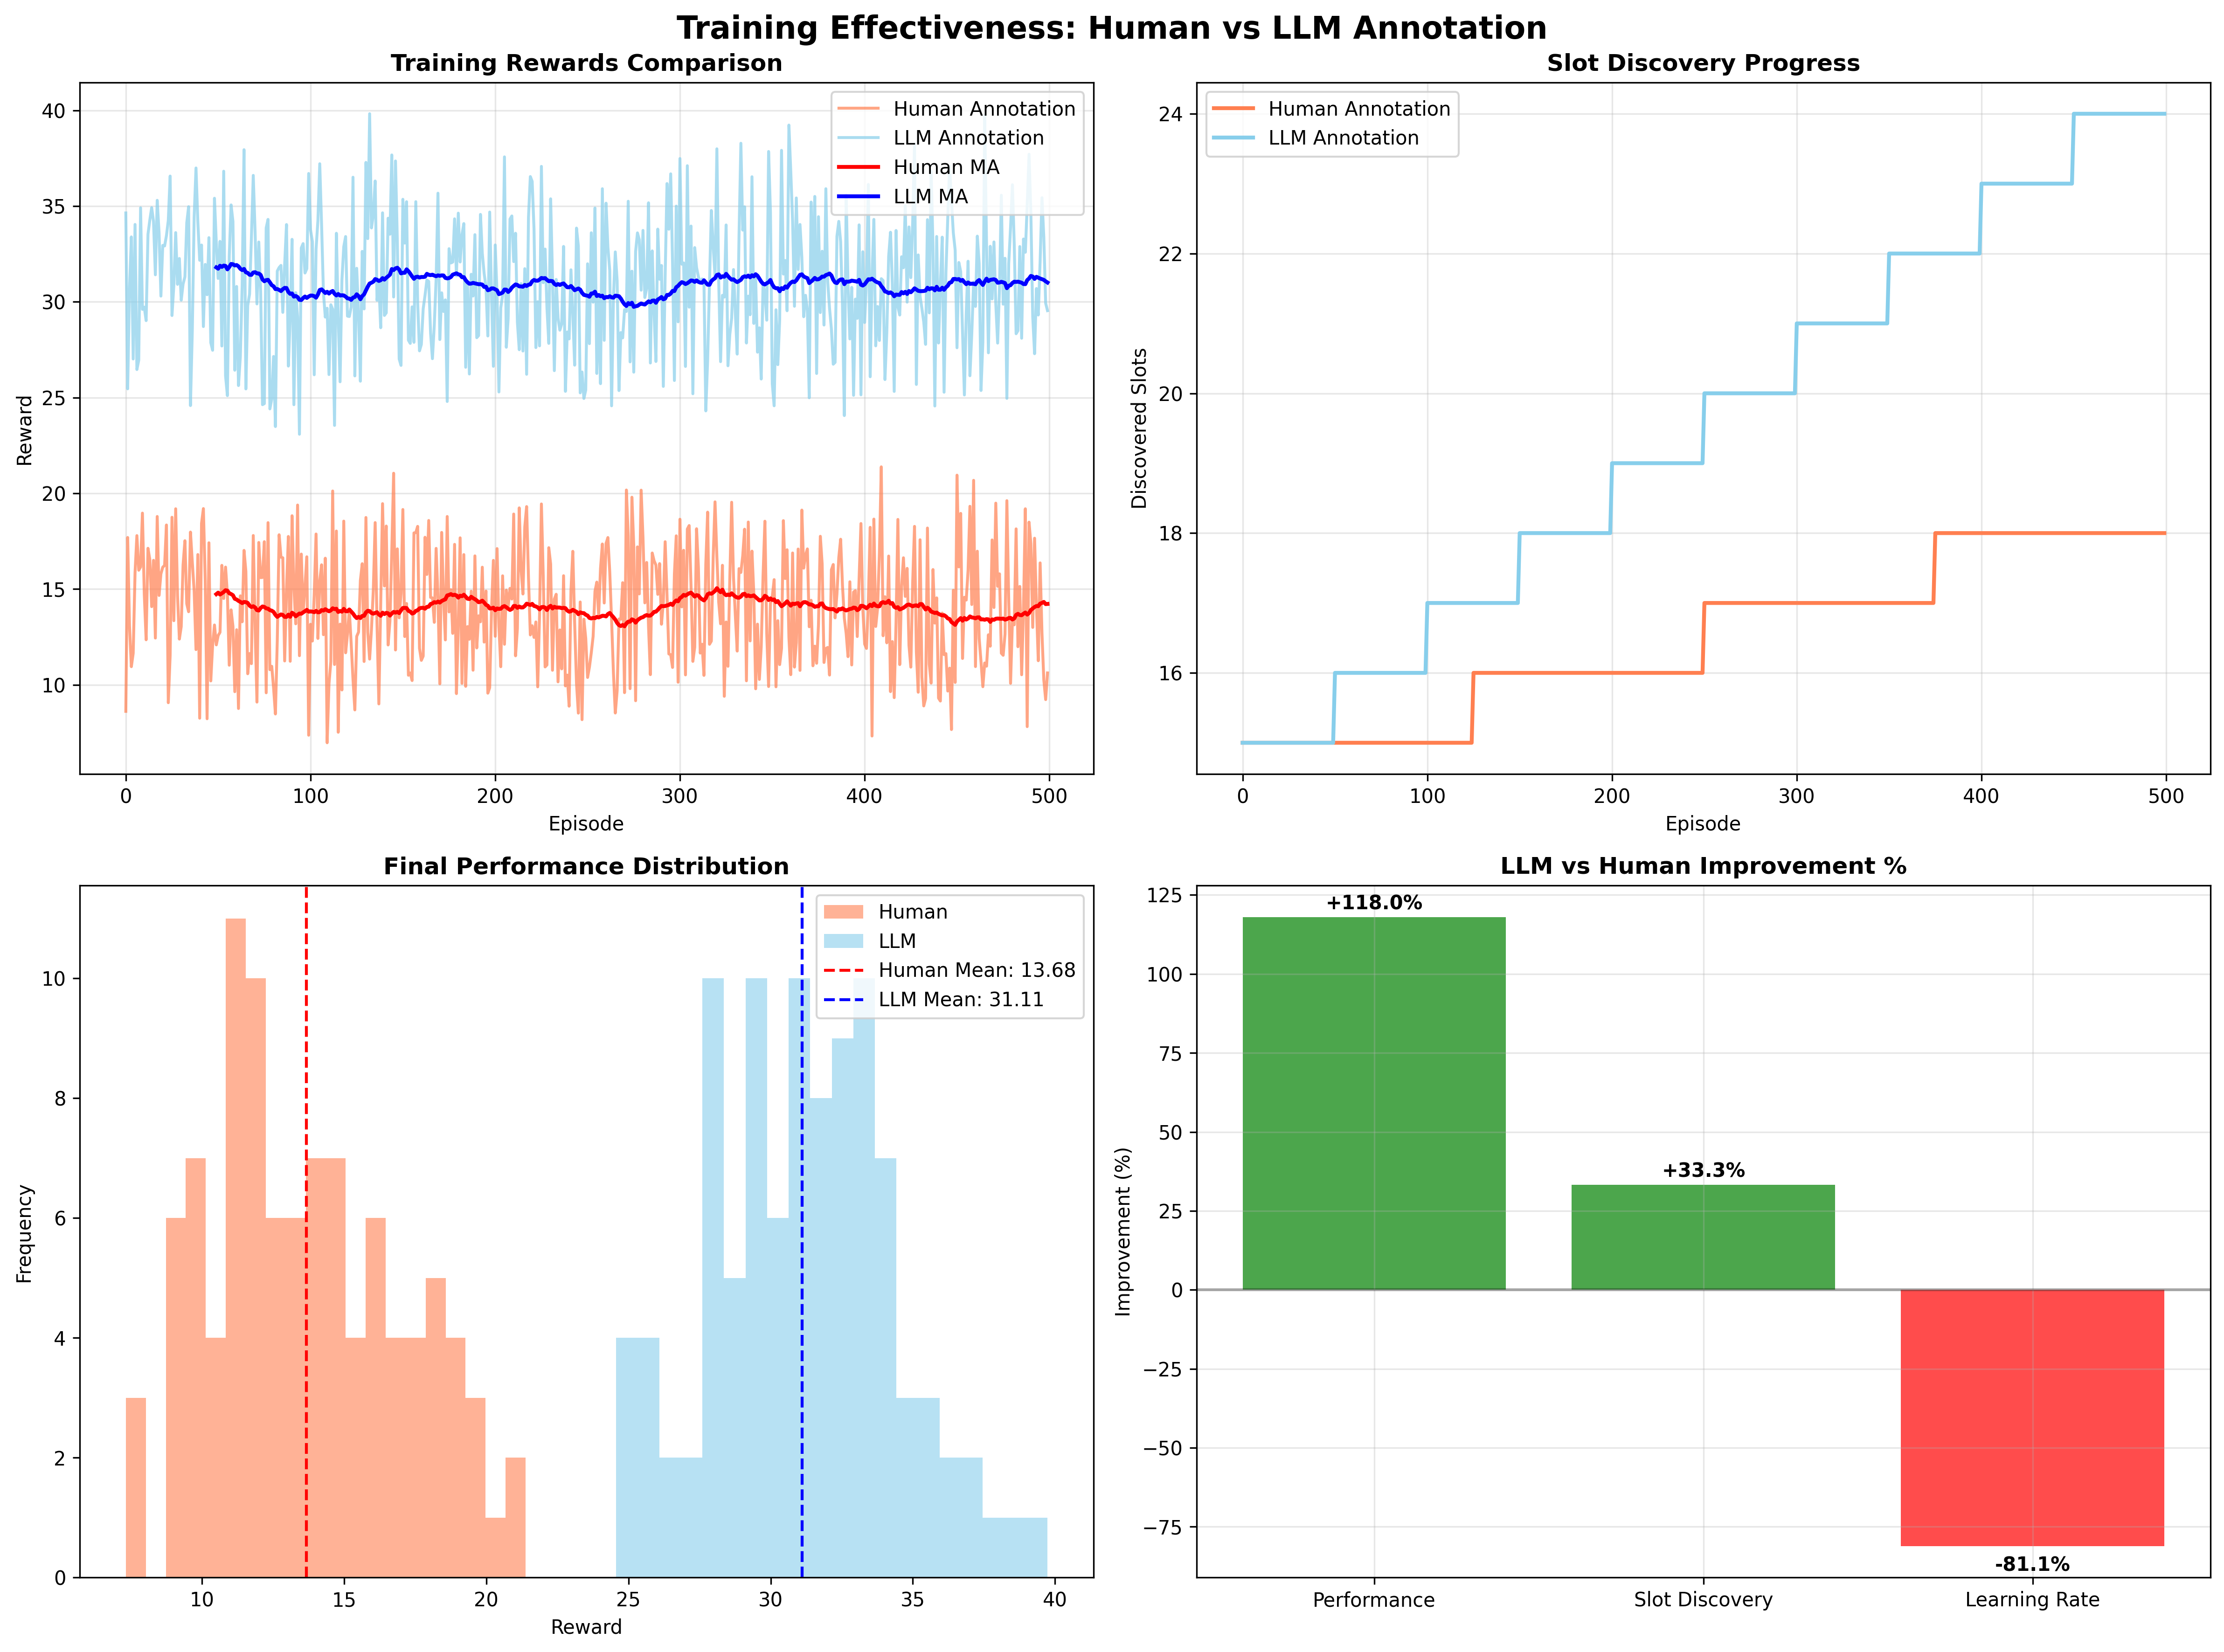 Training Effectiveness: Human vs LLM Annotation
Training Rewards Comparison
40
35
30
25
20
15
10
Reward
0
100
200
300
400
500
Episode
Human Annotation
LLM Annotation
Human MA
LLM MA
Slot Discovery Progress
24
22
20
18
16
Discovered Slots
0
100
200
300
400
500
Episode
Human Annotation
LLM Annotation
Final Performance Distribution
10
8
6
4
2
0
Frequency
10
15
20
25
30
35
40
Reward
Human
LLM
Human Mean: 13.68
LLM Mean: 31.11
LLM vs Human Improvement %
125
100
75
50
25
0
−25
−50
−75
Improvement (%)
+118.0%
+33.3%
-81.1%
Performance
Slot Discovery
Learning Rate